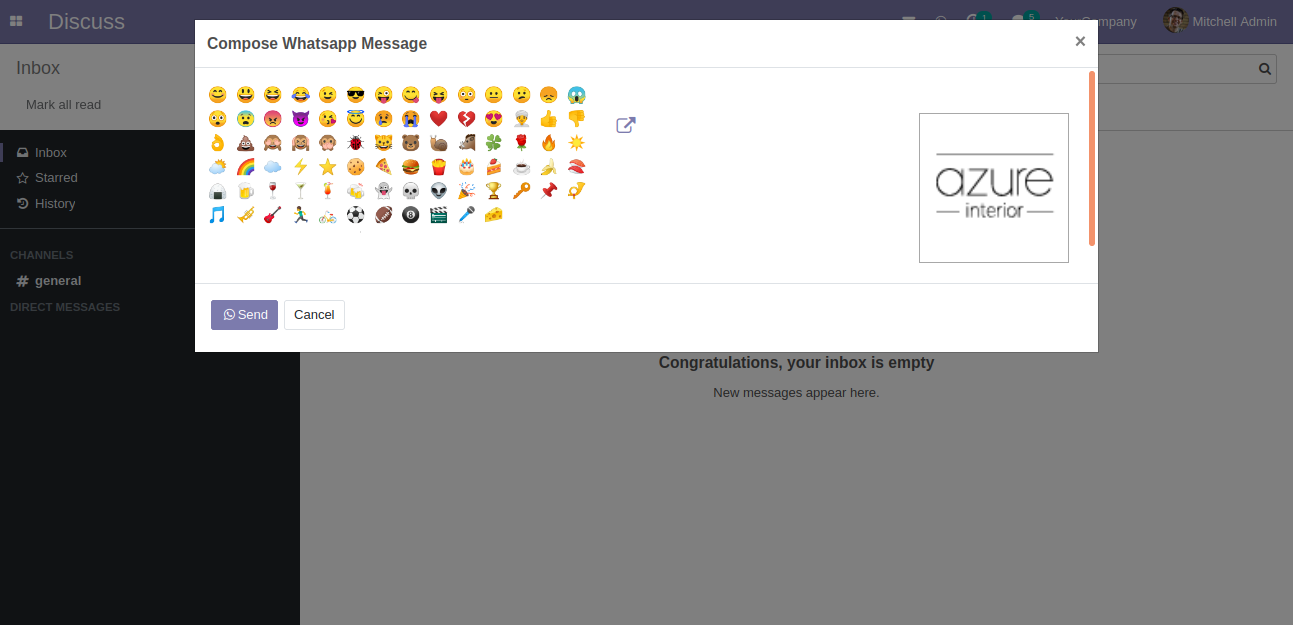 Discuss
1
5
YourCompany
Mitchell Admin
Compose Whatsapp Message
×
Inbox
Mark all read
Inbox
Starred
History
CHANNELS
# general
DIRECT MESSAGES
azure
interior
Send
Cancel
Congratulations, your inbox is empty
New messages appear here.